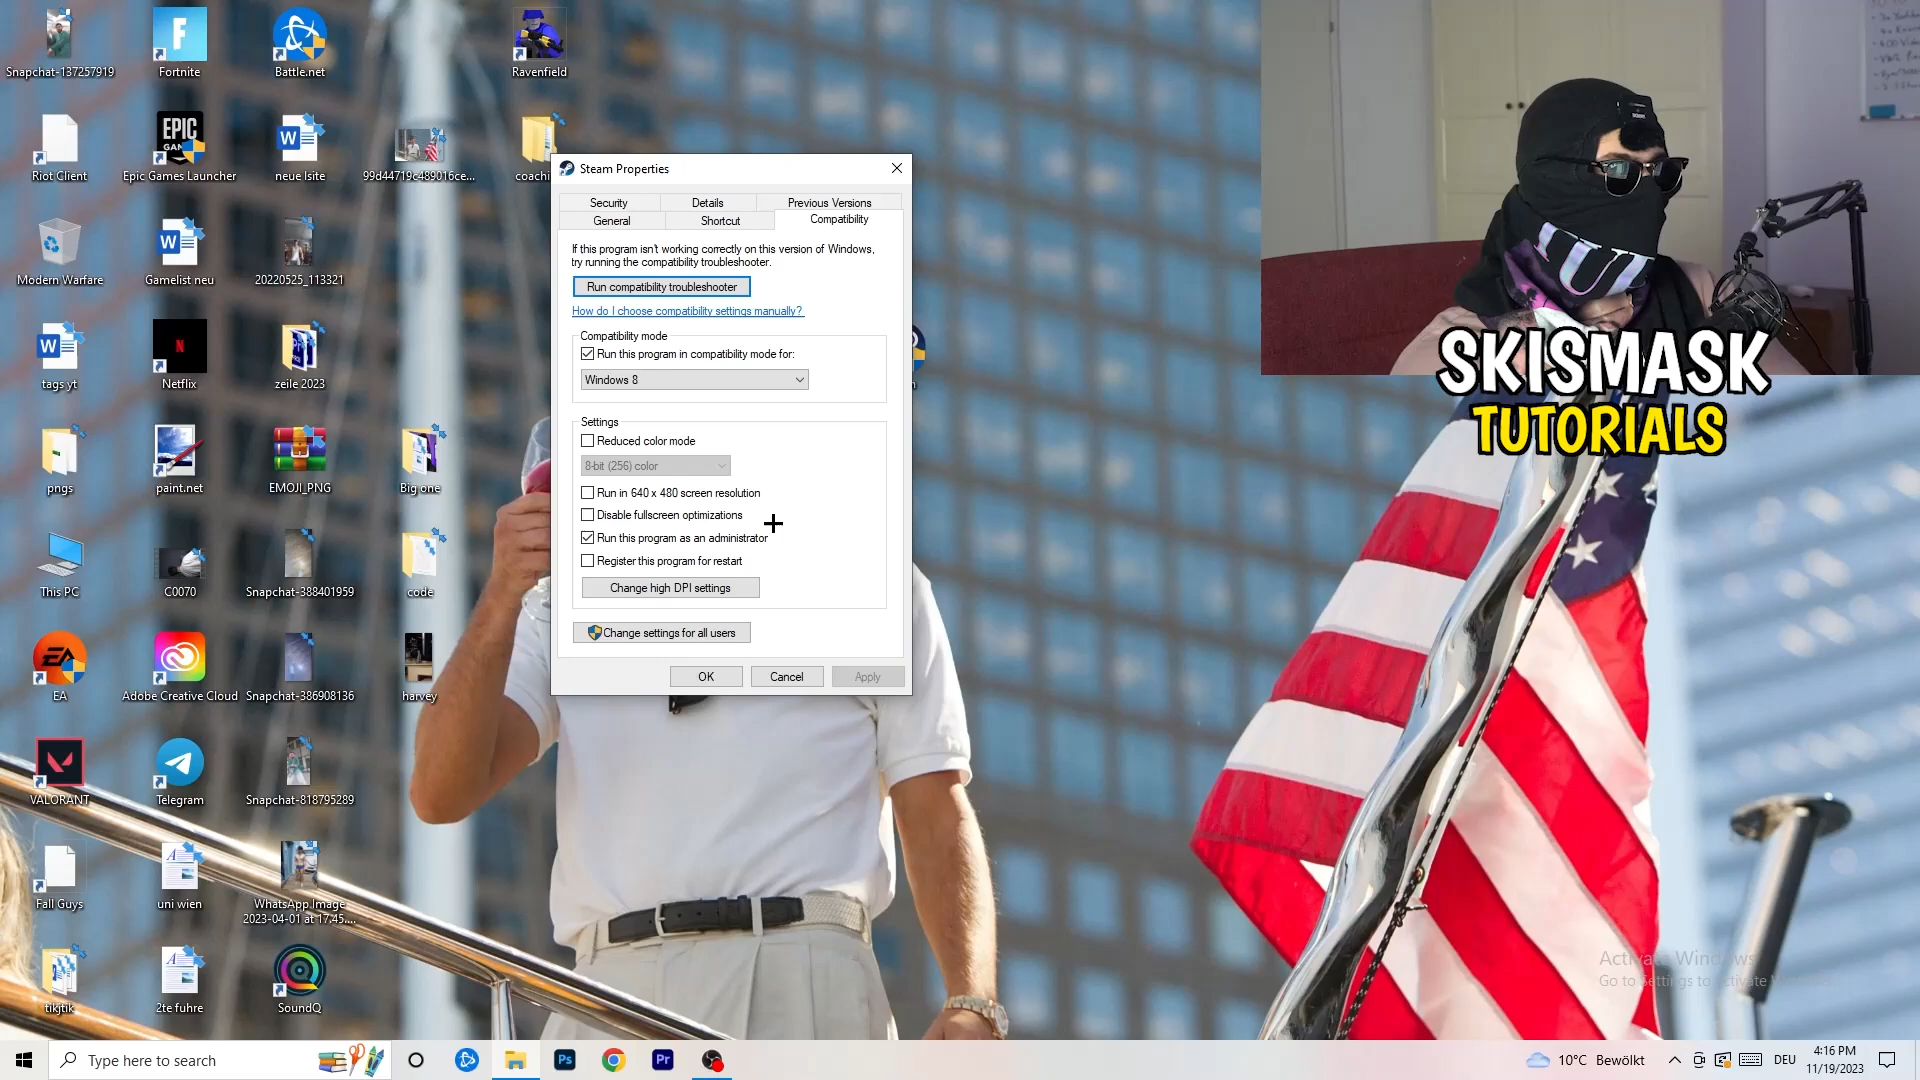 Snapchat-137257919
Fortnite
Battle.net
Ravenfield
Riot Client
EPIC
Epic Games Launcher
neue lsite
99d44719c489016ce...
coachi
Modern Warfare
Gamelist neu
20220525_113321
tags yt
Netflix
zeile 2023
pngs
paint.net
EMOJI_PNG
Big one
This PC
C0070
Snapchat-388401959
code
EA
Adobe Creative Cloud
Snapchat-386908136
harvey
VALORANT
Telegram
Snapchat-818795289
Fall Guys
uni wien
WhatsApp Image
2023-04-01 at 17.45....
tikjtik
2te fuhre
SoundQ
Steam Properties
Security
Details
Previous Versions
General
Shortcut
Compatibility
If this program isn't working correctly on this version of Windows,
try running the compatibility troubleshooter.
Run compatibility troubleshooter
How do I choose compatibility settings manually?
Compatibility mode
Run this program in compatibility mode for:
Windows 8
Settings
Reduced color mode
8-bit (256) color
Run in 640 x 480 screen resolution
Disable fullscreen optimizations
Run this program as an administrator
Register this program for restart
Change high DPI settings
Change settings for all users
OK
Cancel
Apply
SKISMASK
TUTORIALS
Activate Windows
Go to Settings to activate
Type here to search
Ps
Pr
10°C Bewölkt
DEU
4:16 PM
11/19/2023